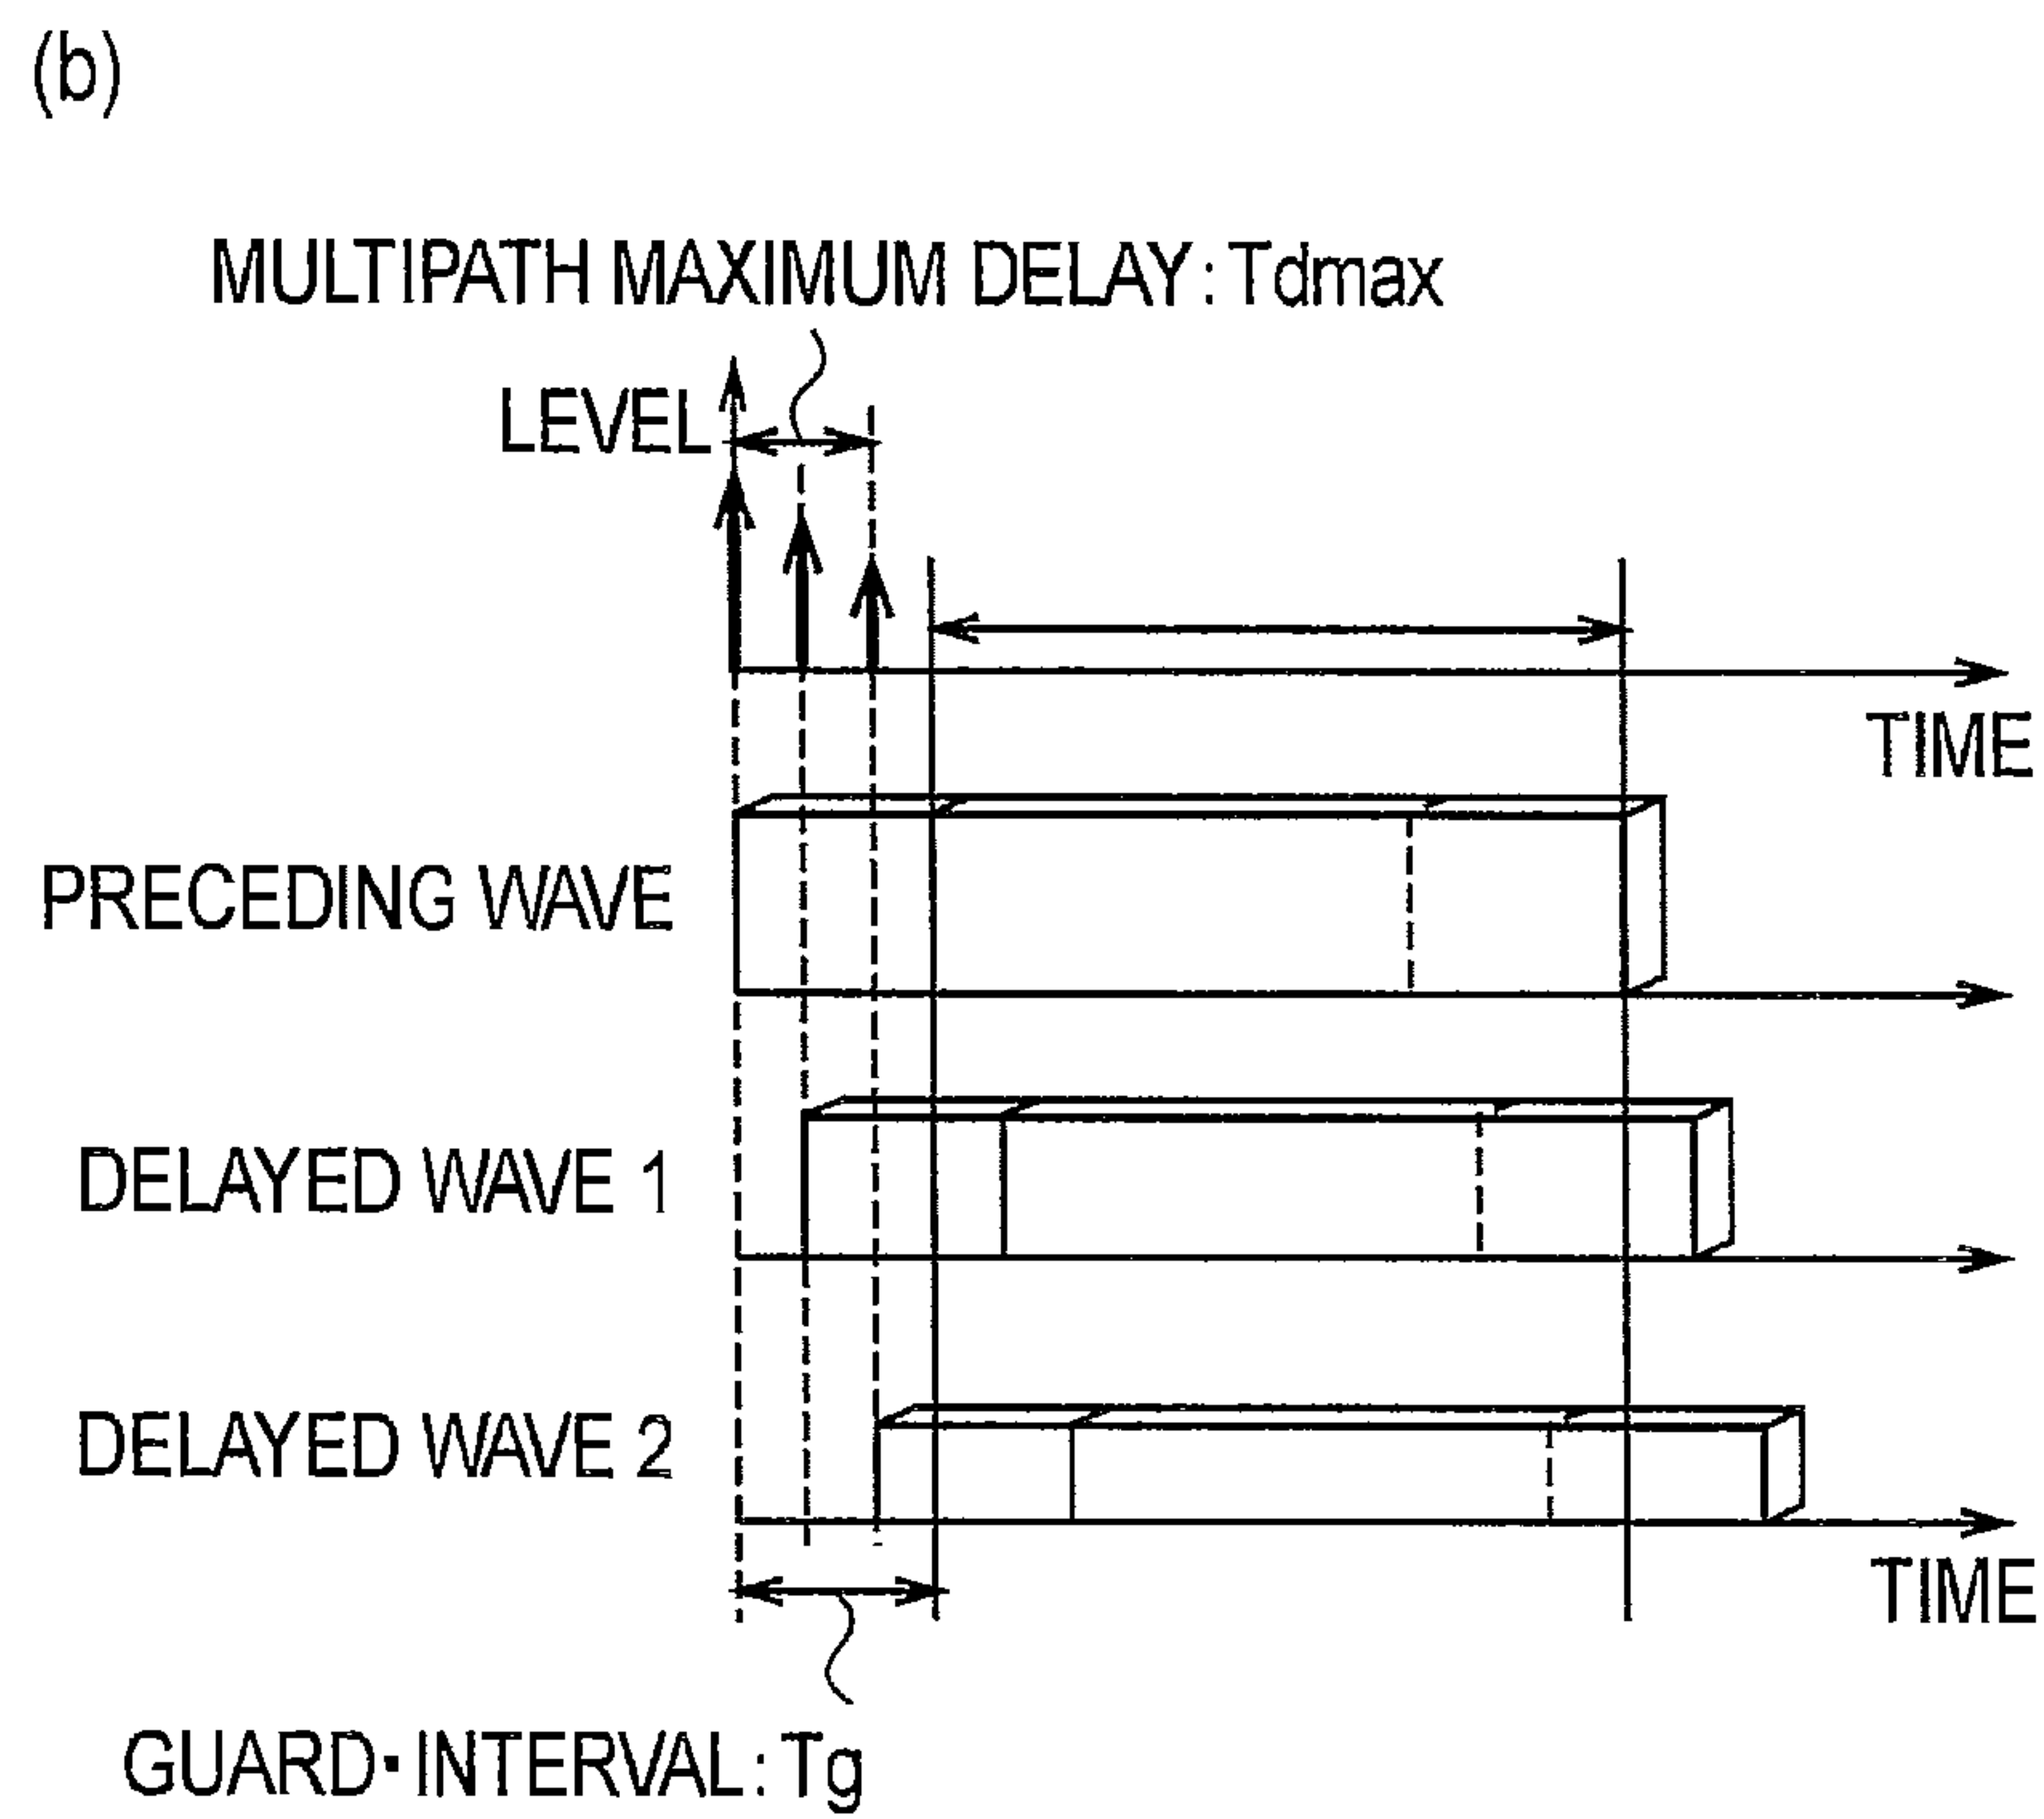 (b)
MULTIPATH MAXIMUM DELAY: Tdmax
LEVEL
TIME
PRECEDING WAVE
DELAYED WAVE 1
DELAYED WAVE 2
TIME
GUARD·INTERVAL: Tg